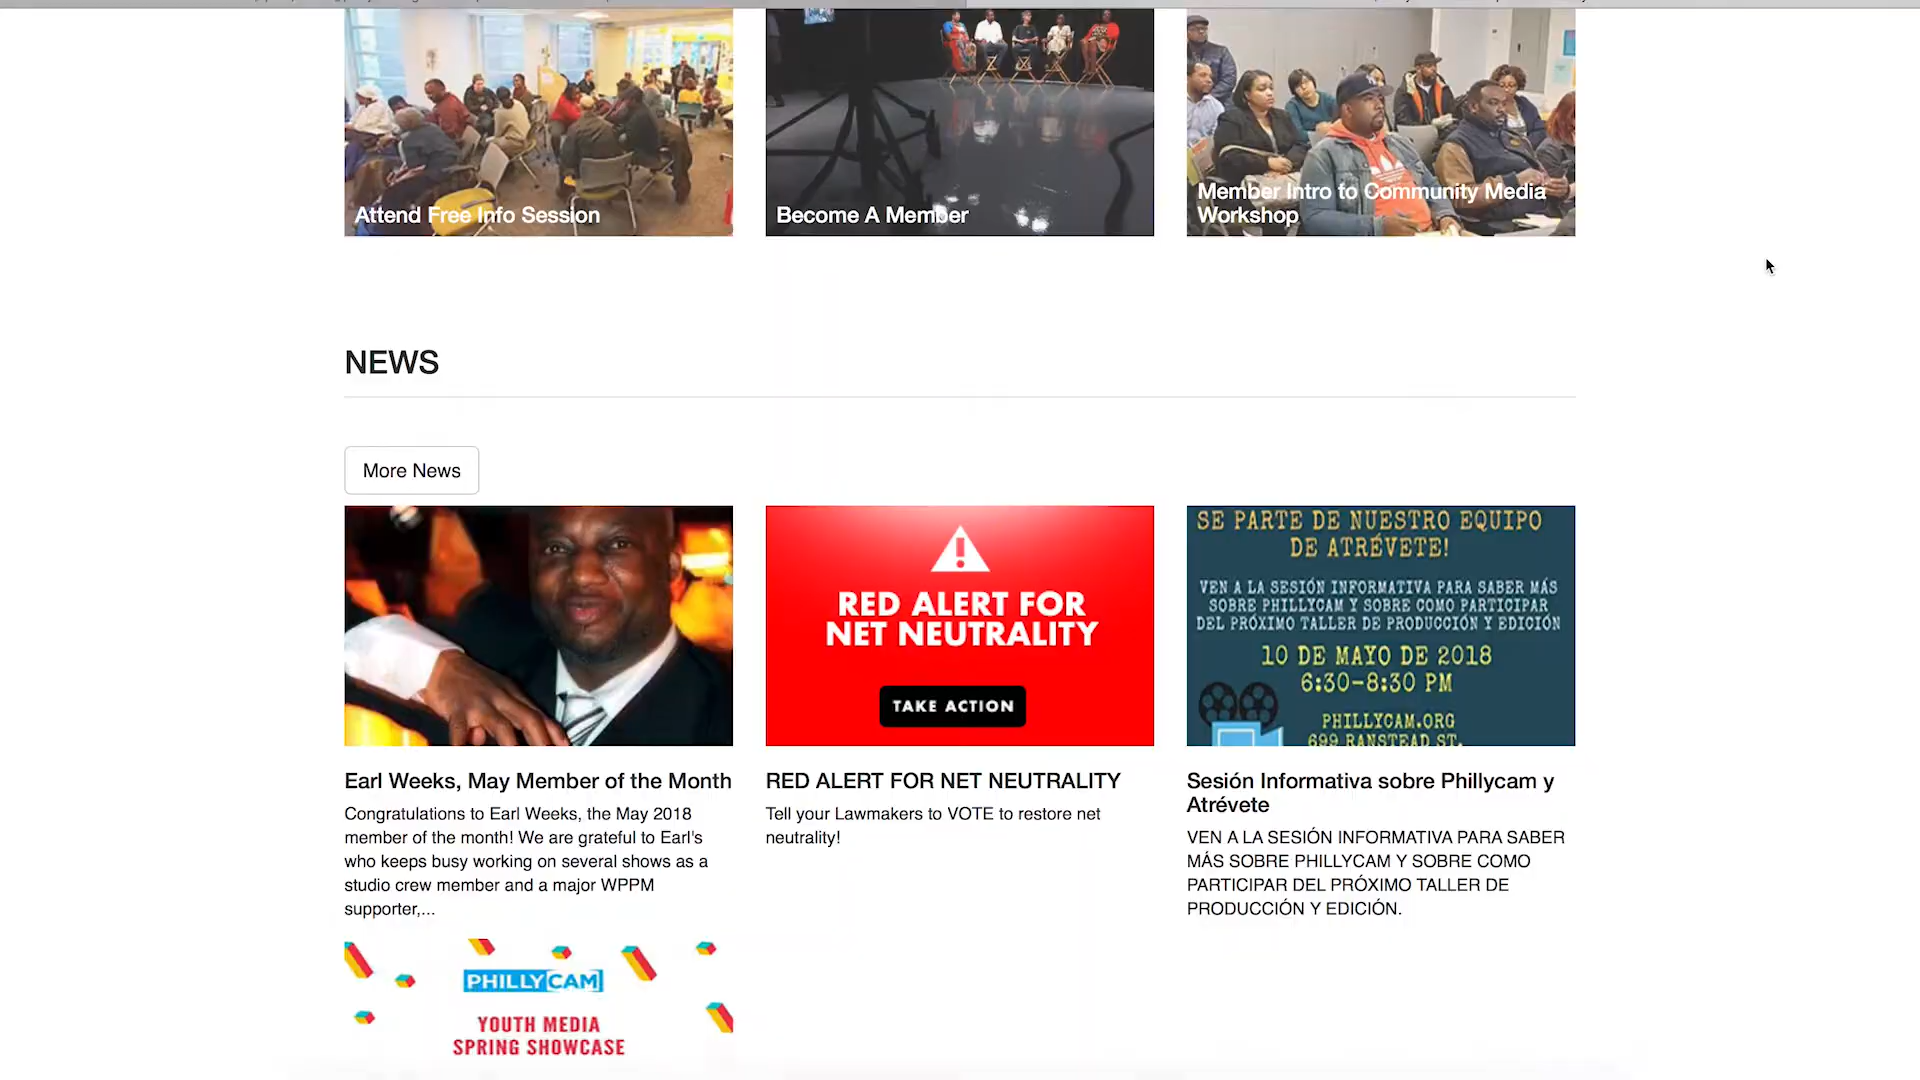 Attend Free Info Session
Become A Member
Member Intro to Community Media
Workshop
NEWS
More News
RED ALERT FOR
NET NEUTRALITY
TAKE ACTION
SE PARTE DE NUESTRO EQUIPO
DE ATRÉVETE!
VEN A LA SESIÓN INFORMATIVA PARA SABER MÁS
SOBRE PHILLYCAM Y SOBRE COMO PARTICIPAR
DEL PRÓXIMO TALLER DE PRODUCCIÓN Y EDICIÓN
10 DE MAYO DE 2018
6:30-8:30 PM
PHILLYCAM.ORG
699 RANSTEAD ST.
Earl Weeks, May Member of the Month
Congratulations to Earl Weeks, the May 2018
member of the month! We are grateful to Earl's
who keeps busy working on several shows as a
studio crew member and a major WPPM
supporter,...
RED ALERT FOR NET NEUTRALITY
Tell your Lawmakers to VOTE to restore net
neutrality!
Sesión Informativa sobre Phillycam y
Atrévete
VEN A LA SESIÓN INFORMATIVA PARA SABER
MÁS SOBRE PHILLYCAM Y SOBRE COMO
PARTICIPAR DEL PRÓXIMO TALLER DE
PRODUCCIÓN Y EDICIÓN.
PHILLYCAM
YOUTH MEDIA
SPRING SHOWCASE